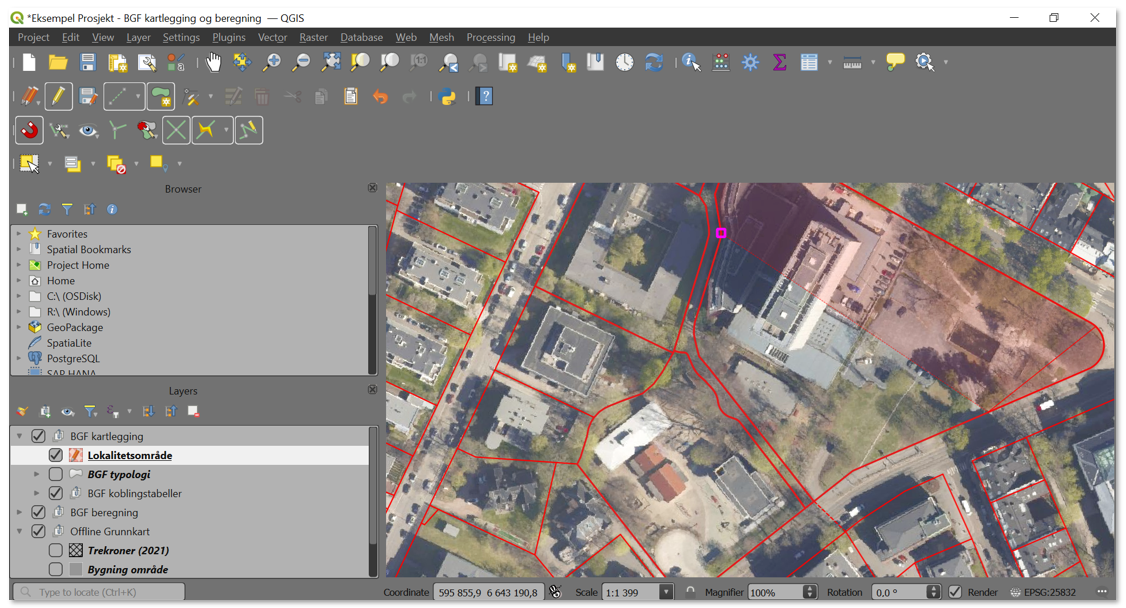 *Eksempel Prosjekt - BGF kartlegging og beregning — QGIS
Project Edit View Layer Settings Plugins Vector Raster Database Web Mesh Processing Help
Browser
Favorites
Spatial Bookmarks
Project Home
Home
C:\ (OSDisk)
R:\ (Windows)
GeoPackage
SpatiaLite
PostgreSQL
SAP HANA
Layers
BGF kartlegging
Lokalitetsområde
BGF typologi
BGF koblingstabeller
BGF beregning
Offline Grunnkart
Trekroner (2021)
Bygning område
Type to locate (Ctrl+K)
Coordinate 595 855,9 6 643 190,8 Scale 1:1 399 Magnifier 100% Rotation 0,0 ° Render EPSG:25832